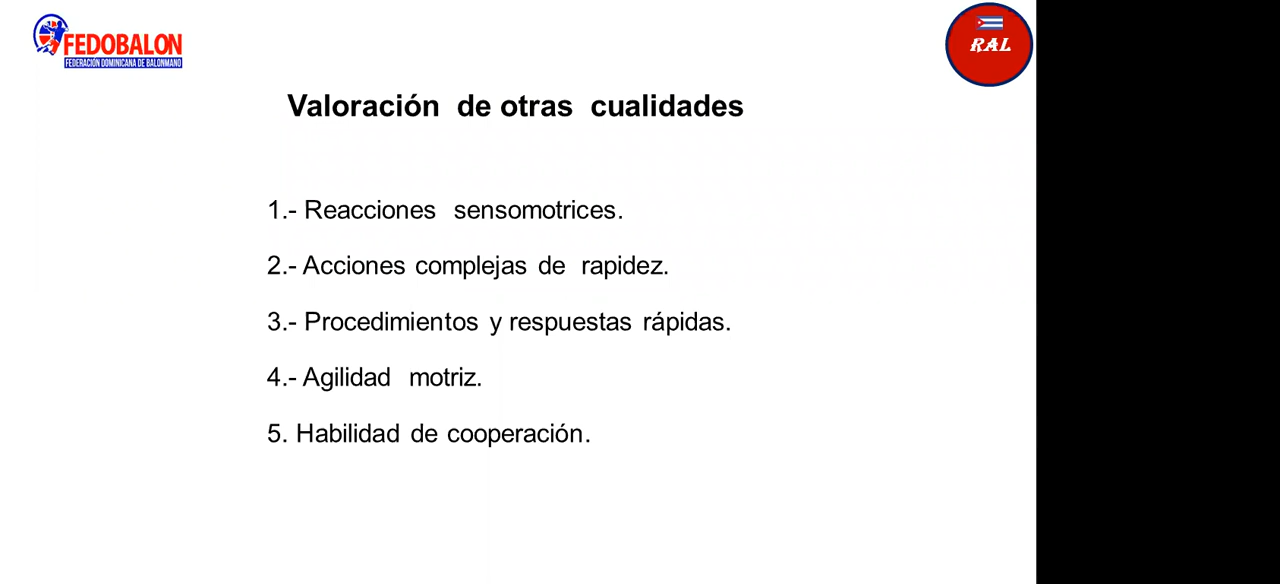 FEDOBALON
FEDERACIÓN DOMINICANA DE BALONMANO
RAL
Valoración de otras cualidades
1.- Reacciones sensomotrices.
2.- Acciones complejas de rapidez.
3.- Procedimientos y respuestas rápidas.
4.- Agilidad motriz.
5. Habilidad de cooperación.